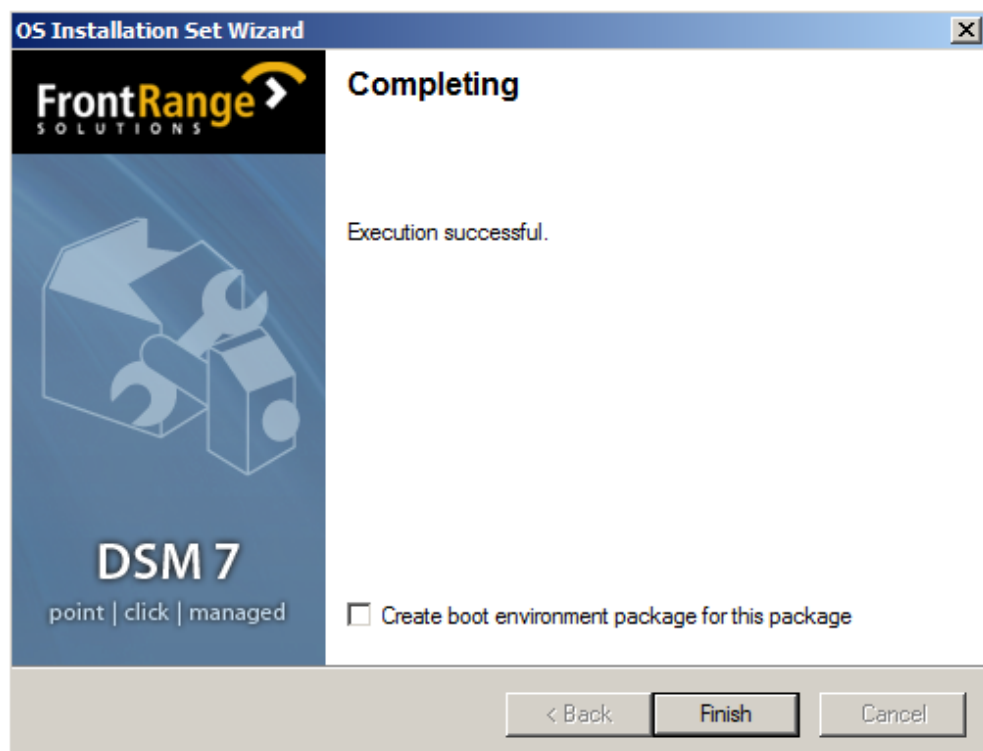 OS Installation Set Wizard
FrontRange
SOLUTIONS
Completing
Execution successful.
DSM 7
point | click | managed
Create boot environment package for this package
< Back
Finish
Cancel